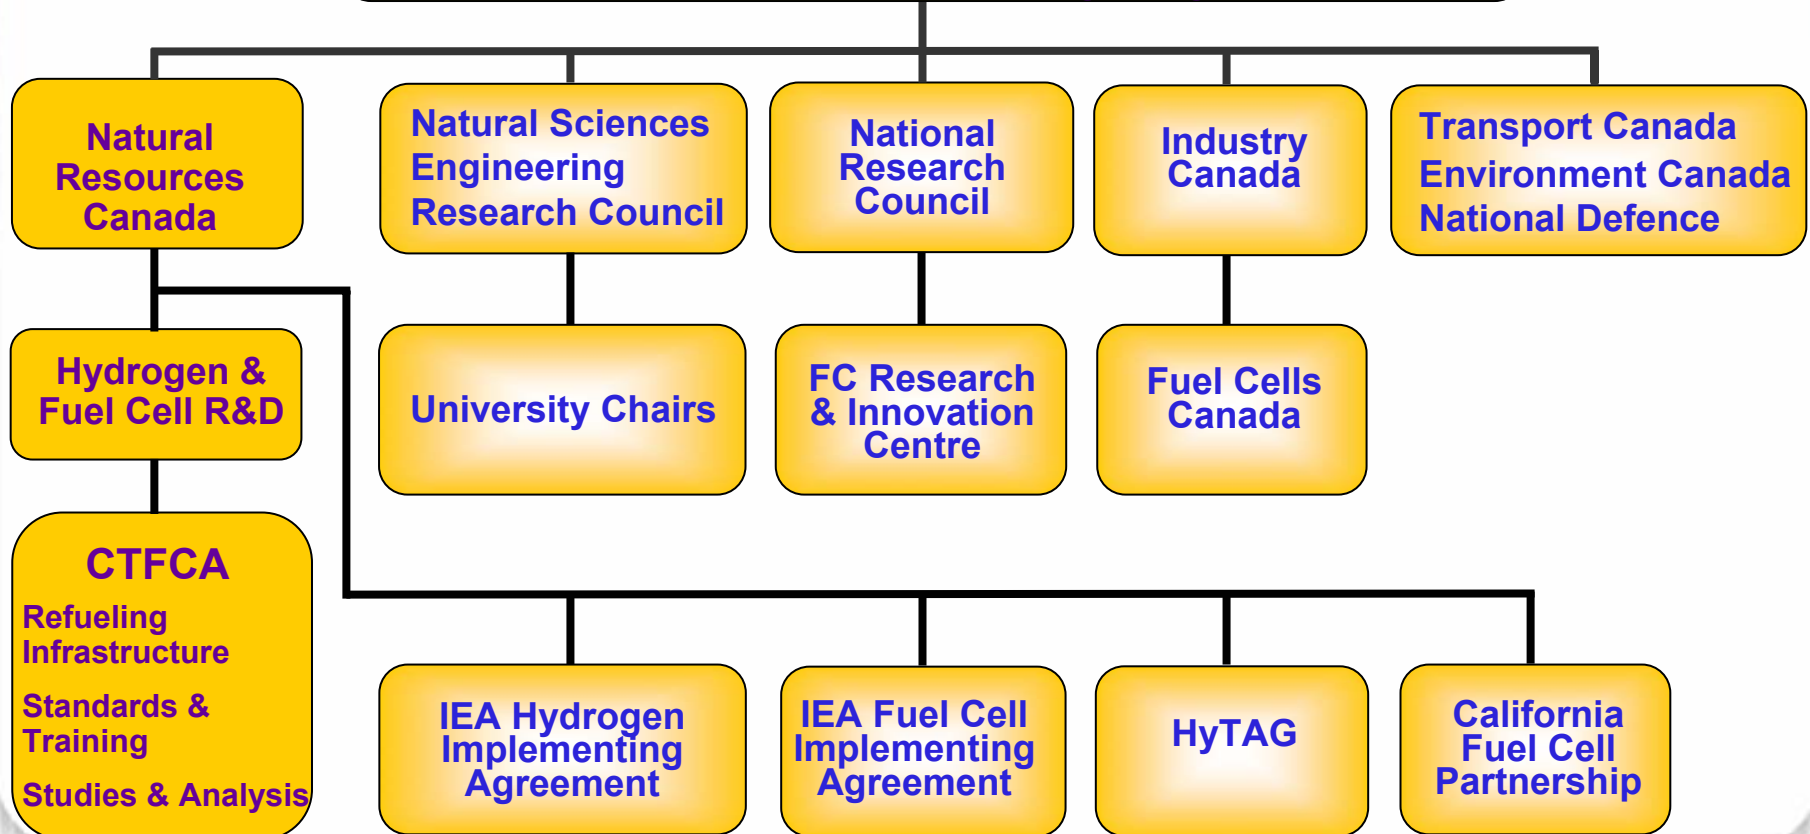 Natural
Resources
Canada
Natural Sciences
Engineering
Research Council
National
Research
Council
Industry
Canada
Transport Canada
Environment Canada
National Defence
Hydrogen &
Fuel Cell R&D
University Chairs
FC Research
& Innovation
Centre
Fuel Cells
Canada
CTFCA
Refueling
Infrastructure
Standards &
Training
Studies & Analysis
IEA Hydrogen
Implementing
Agreement
IEA Fuel Cell
Implementing
Agreement
HyTAG
California
Fuel Cell
Partnership